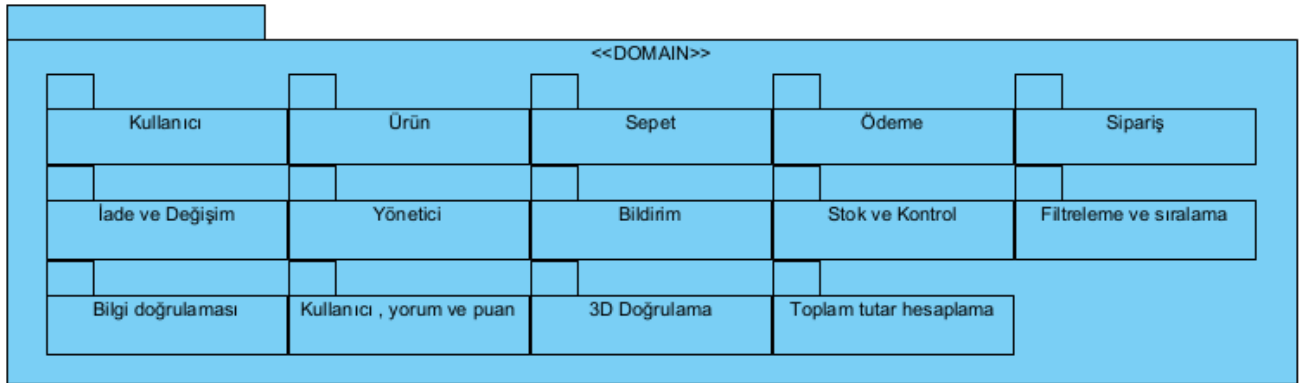 <<DOMAIN>>
Kullanıcı
Ürün
Sepet
Ödeme
Sipariş
İade ve Değişim
Yönetici
Bildirim
Stok ve Kontrol
Filtreleme ve sıralama
Bilgi doğrulaması
Kullanıcı , yorum ve puan
3D Doğrulama
Toplam tutar hesaplama